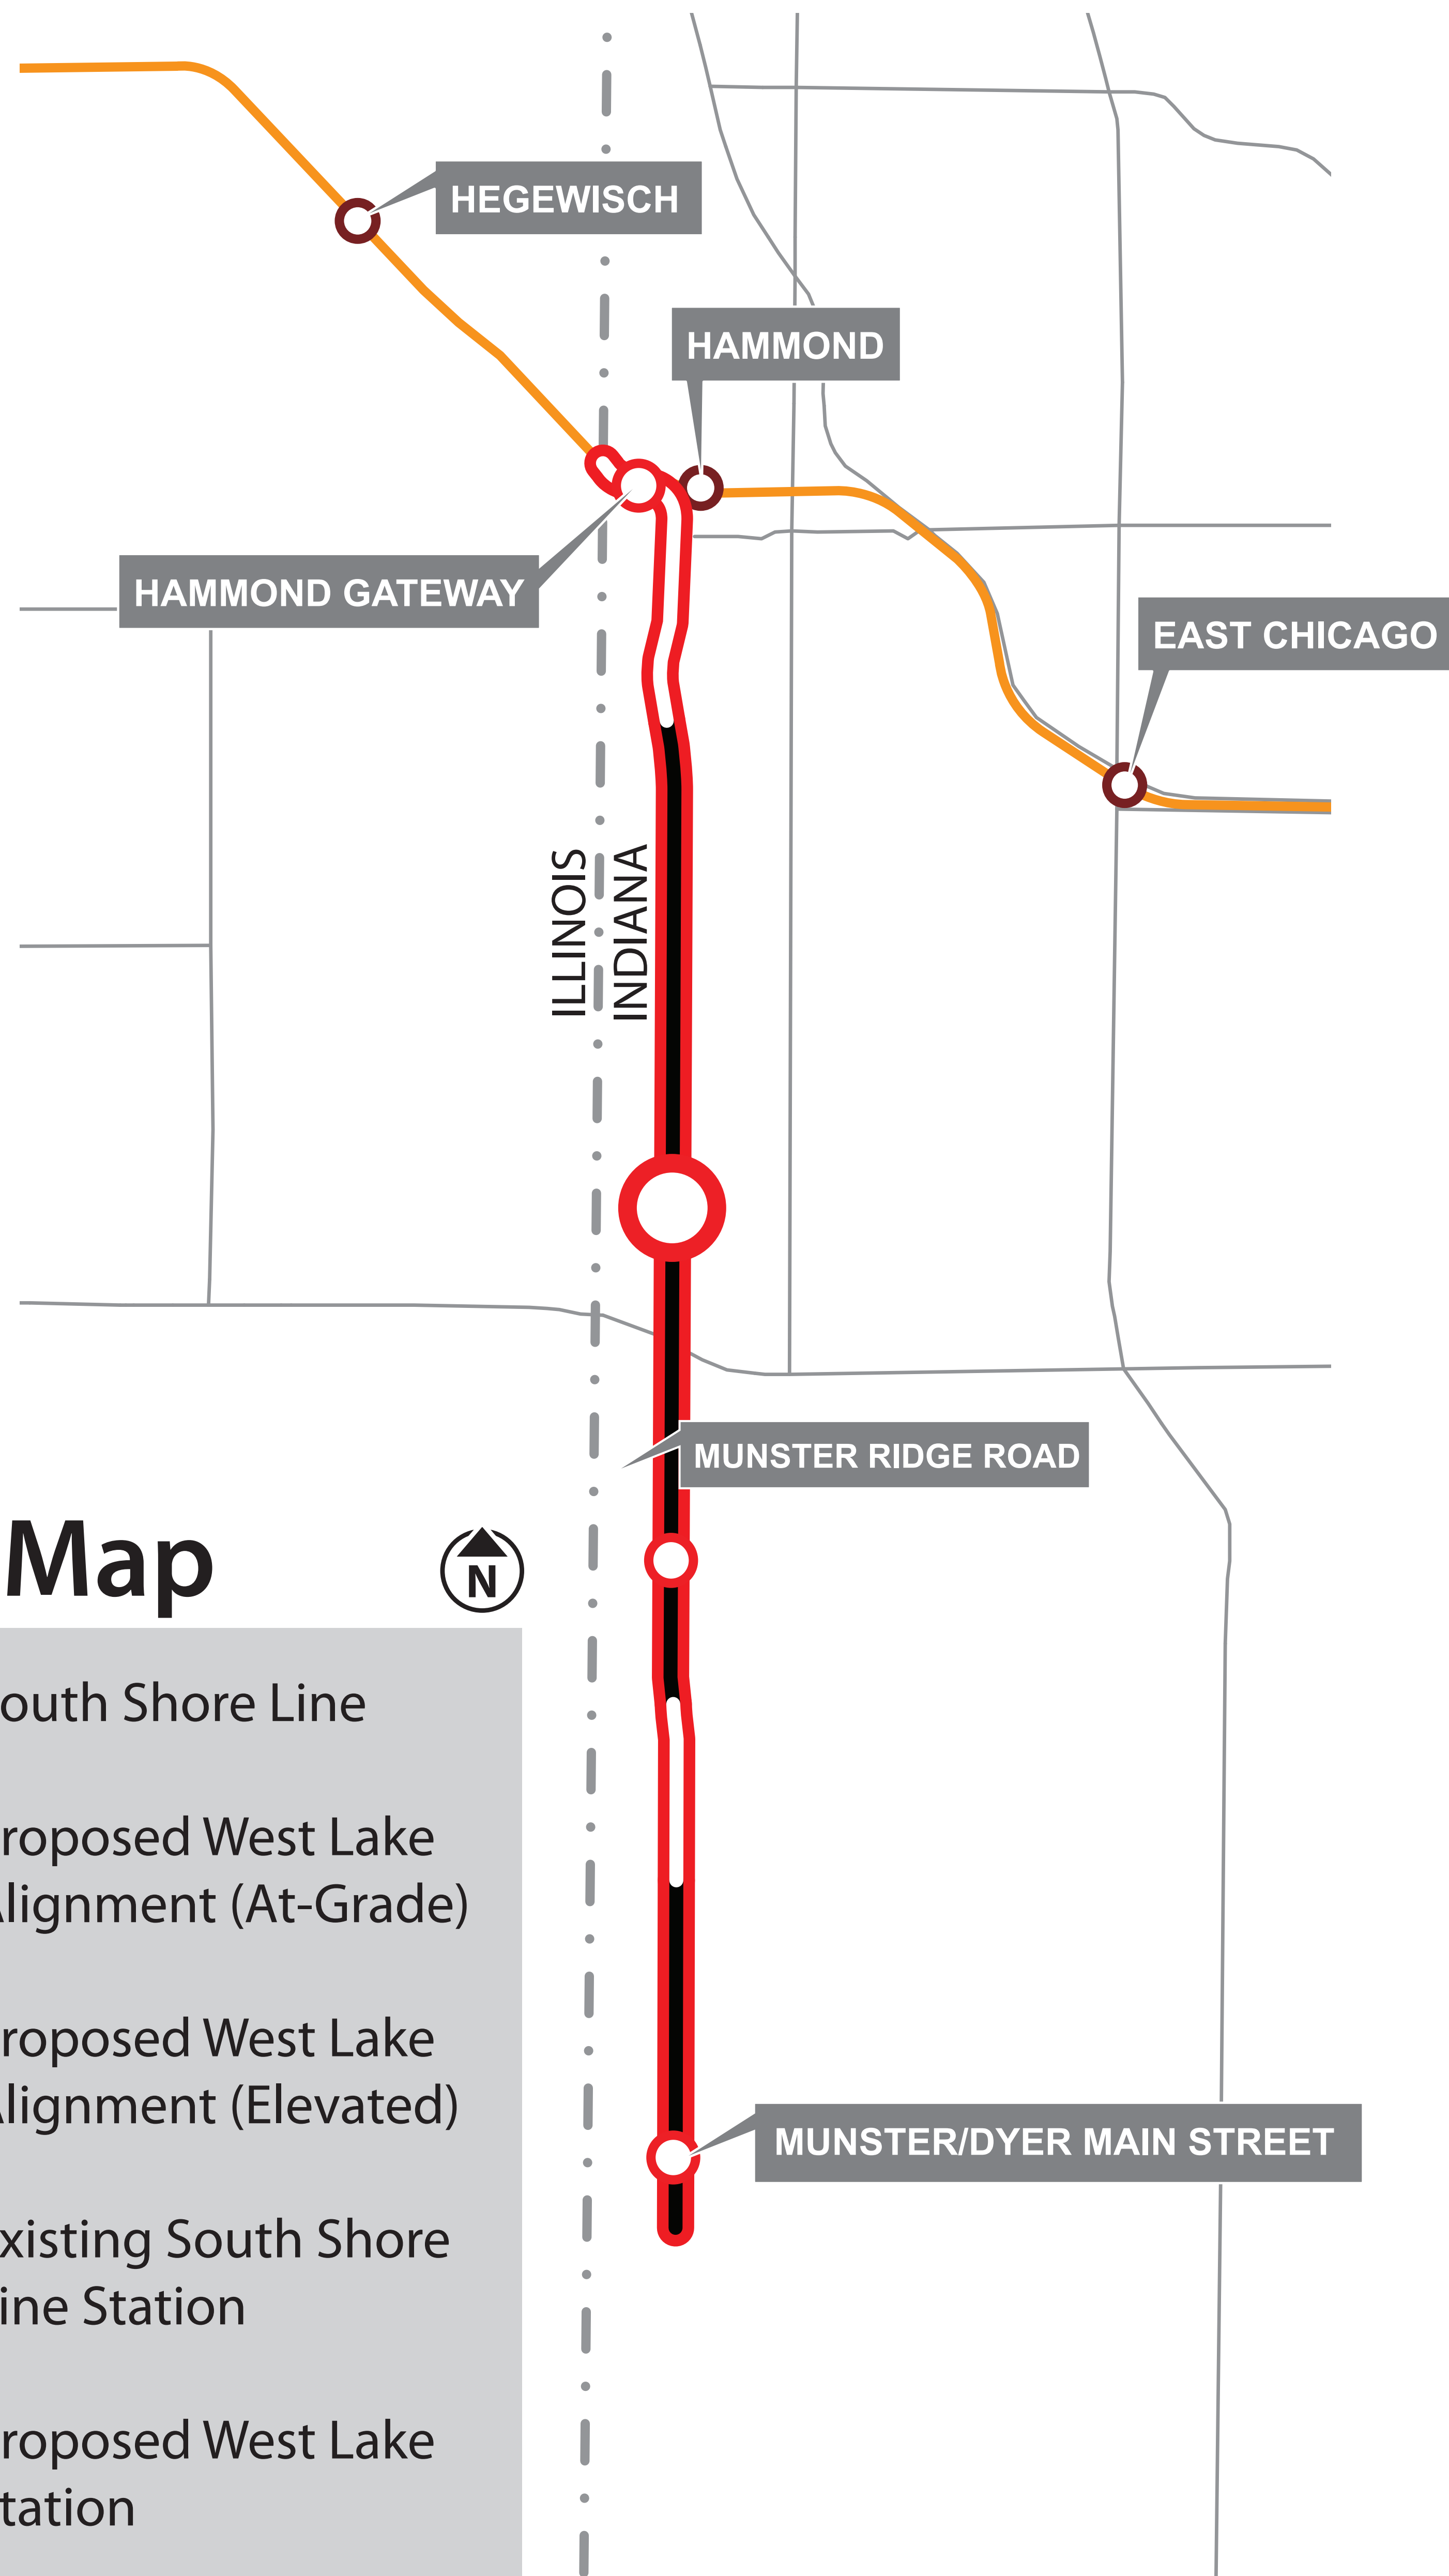 HEGEWISCH
HAMMOND
HAMMOND GATEWAY
EAST CHICAGO
ILLINOIS
INDIANA
MUNSTER RIDGE ROAD
Map
N
outh Shore Line
roposed West Lake
lignment (At-Grade)
roposed West Lake
lignment (Elevated)
xisting South Shore
ine Station
roposed West Lake
tation
MUNSTER/DYER MAIN STREET